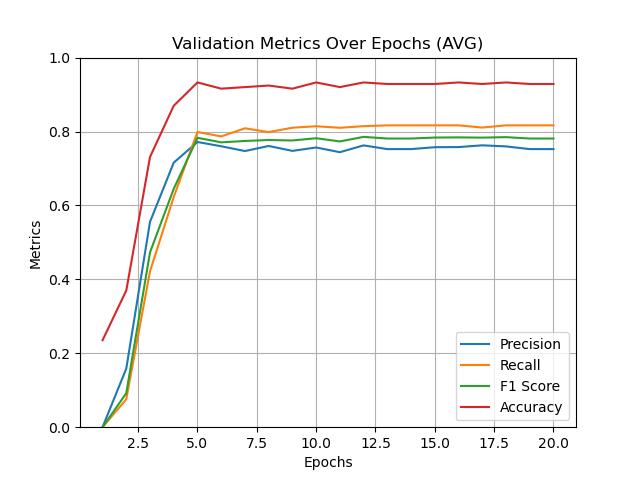 Validation Metrics Over Epochs (AVG)
1.0
0.8
0.6
0.4
0.2
0.0
Metrics
2.5 5.0 7.5 10.0 12.5 15.0 17.5 20.0
Epochs
Precision
Recall
F1 Score
Accuracy